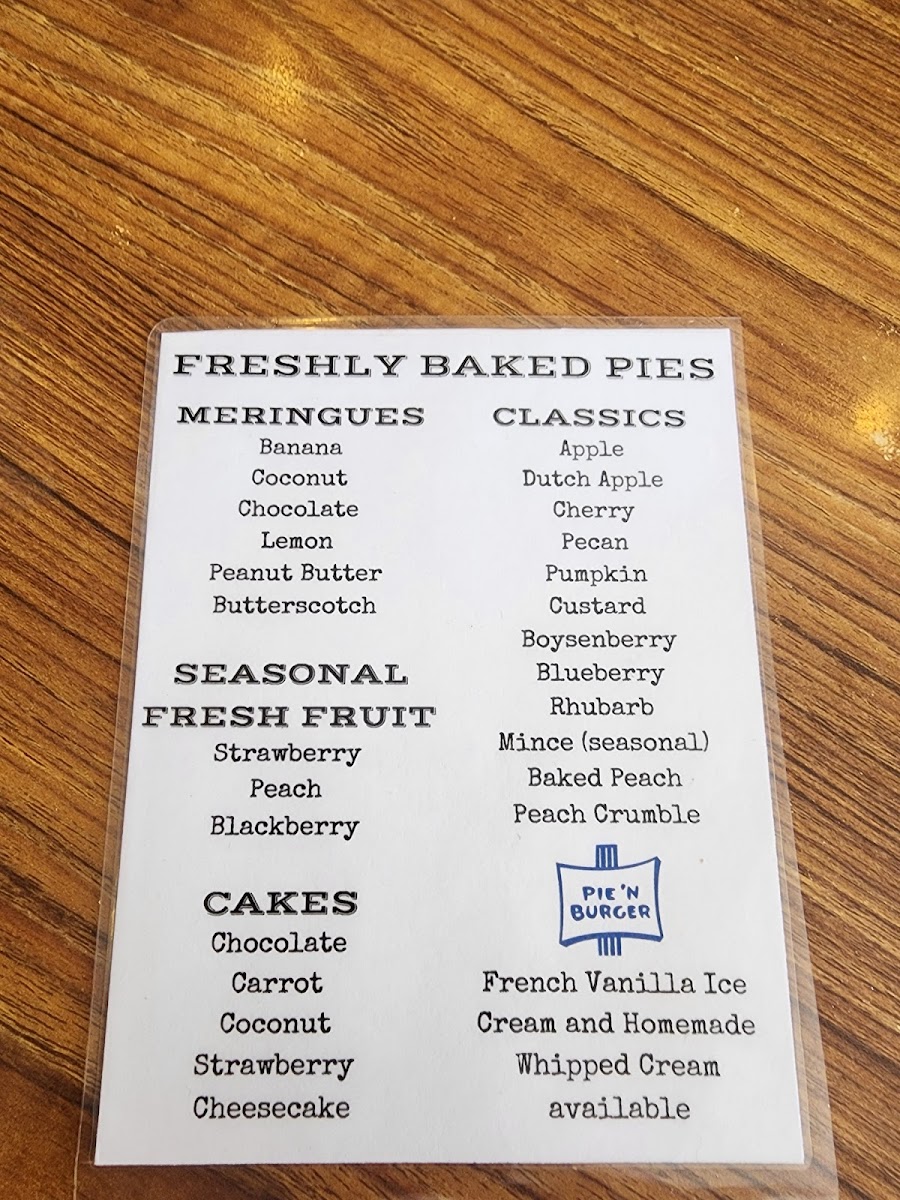 FRESHLY BAKED PIES
MERINGUES
Banana
Coconut
Chocolate
Lemon
Peanut Butter
Butterscotch
SEASONAL
FRESH FRUIT
Strawberry
Peach
Blackberry
CAKES
Chocolate
Carrot
Coconut
Strawberry
Cheesecake
CLASSICS
Apple
Dutch Apple
Cherry
Pecan
Pumpkin
Custard
Boysenberry
Blueberry
Rhubarb
Mince (seasonal)
Baked Peach
Peach Crumble
PIE 'N
BURGER
French Vanilla Ice
Cream and Homemade
Whipped Cream
available